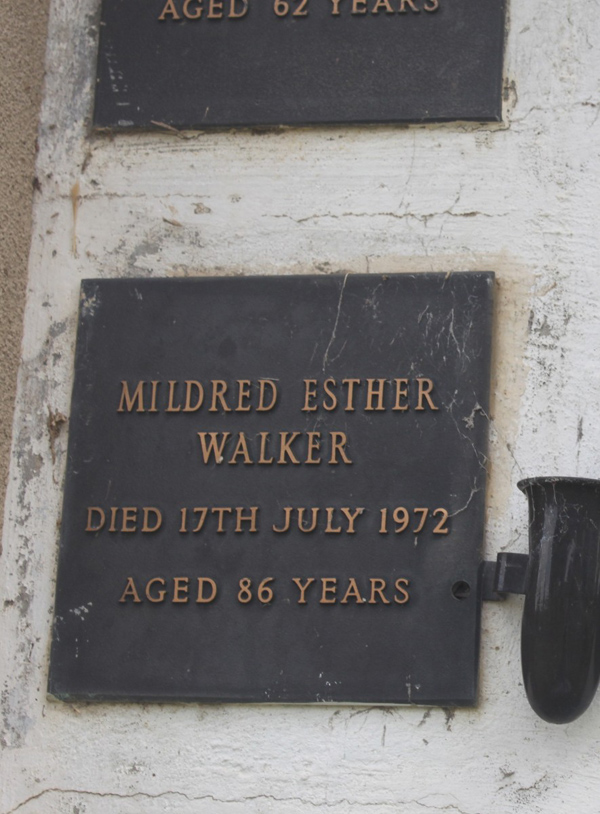 AGED 62 YEARS
MILDRED ESTHER
WALKER
DIED 17TH JULY 1972
AGED 86 YEARS